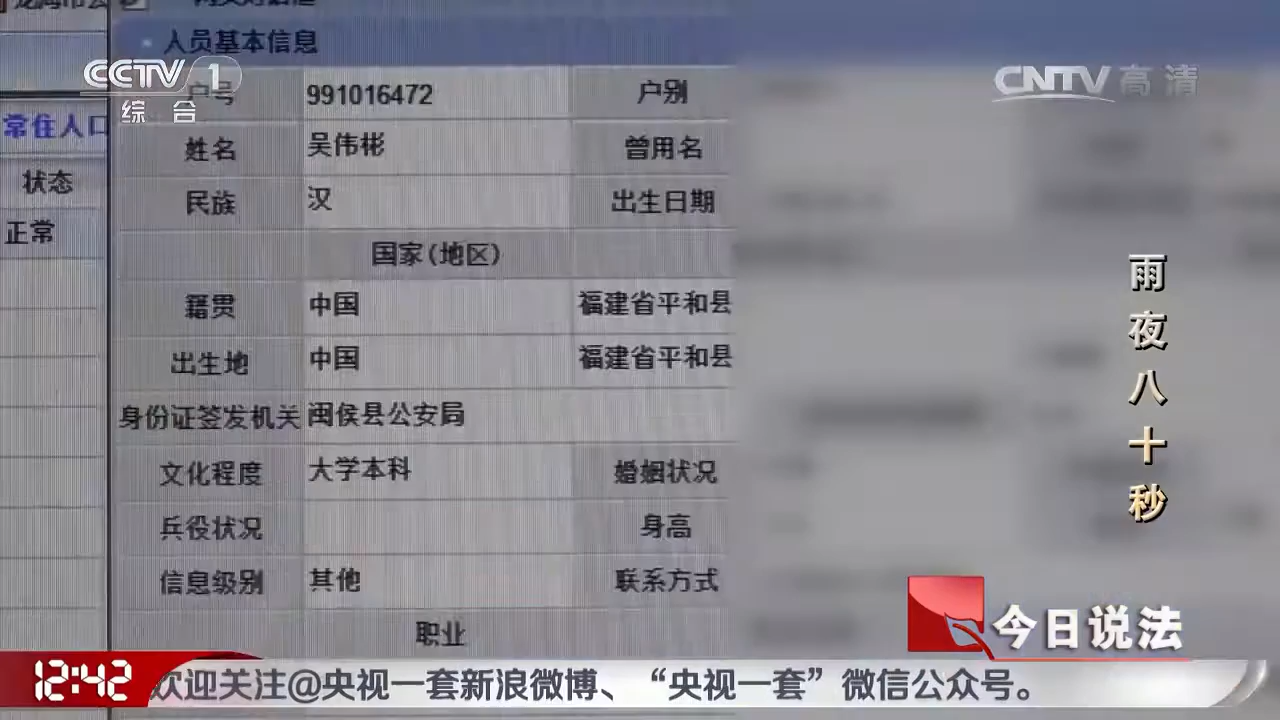 人员基本信息
CCTV 1
综合
CNTV 高清
户号 991016472 户别
常住人口
姓名 吴伟彬 曾用名
状态
民族 汉 出生日期
正常
国家(地区)
籍贯 中国 福建省平和县
出生地 中国 福建省平和县
身份证签发机关 闽侯县公安局
文化程度 大学本科 婚姻状况
兵役状况 身高
信息级别 其他 联系方式
职业
雨夜八十秒
今日说法
12:42 欢迎关注@央视一套新浪微博、“央视一套”微信公众号。